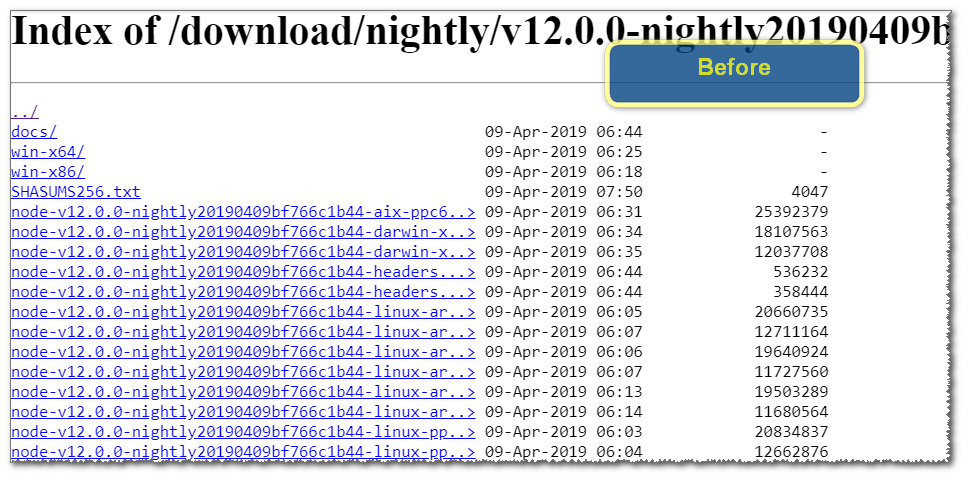 Index of /download/nightly/v12.0.0-nightly20190409b
Before
../
docs/ 09-Apr-2019 06:44 -
win-x64/ 09-Apr-2019 06:25 -
win-x86/ 09-Apr-2019 06:18 -
SHASUMS256.txt 09-Apr-2019 07:50 4047
node-v12.0.0-nightly20190409bf766c1b44-aix-ppc6..> 09-Apr-2019 06:31 25392379
node-v12.0.0-nightly20190409bf766c1b44-darwin-x..> 09-Apr-2019 06:34 18107563
node-v12.0.0-nightly20190409bf766c1b44-darwin-x..> 09-Apr-2019 06:35 12037708
node-v12.0.0-nightly20190409bf766c1b44-headers...> 09-Apr-2019 06:44 536232
node-v12.0.0-nightly20190409bf766c1b44-headers...> 09-Apr-2019 06:44 358444
node-v12.0.0-nightly20190409bf766c1b44-linux-ar..> 09-Apr-2019 06:05 20660735
node-v12.0.0-nightly20190409bf766c1b44-linux-ar..> 09-Apr-2019 06:07 12711164
node-v12.0.0-nightly20190409bf766c1b44-linux-ar..> 09-Apr-2019 06:06 19640924
node-v12.0.0-nightly20190409bf766c1b44-linux-ar..> 09-Apr-2019 06:07 11727560
node-v12.0.0-nightly20190409bf766c1b44-linux-ar..> 09-Apr-2019 06:13 19503289
node-v12.0.0-nightly20190409bf766c1b44-linux-ar..> 09-Apr-2019 06:14 11680564
node-v12.0.0-nightly20190409bf766c1b44-linux-pp..> 09-Apr-2019 06:03 20834837
node-v12.0.0-nightly20190409bf766c1b44-linux-pp..> 09-Apr-2019 06:04 12662876